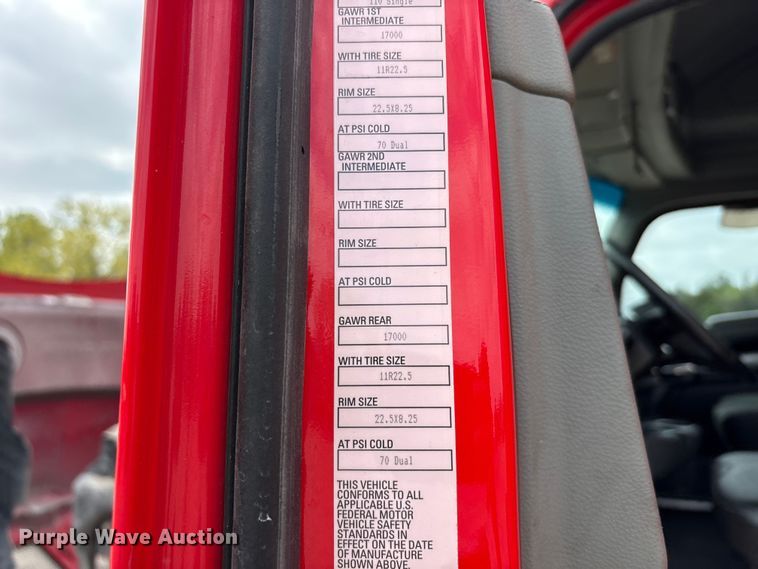 110 Single
GAWR 1ST
INTERMEDIATE
17000
WITH TIRE SIZE
11R22.5
RIM SIZE
22.5X8.25
AT PSI COLD
70 Dual
GAWR 2ND
INTERMEDIATE
WITH TIRE SIZE
RIM SIZE
AT PSI COLD
GAWR REAR
17000
WITH TIRE SIZE
11R22.5
RIM SIZE
22.5X8.25
AT PSI COLD
70 Dual
THIS VEHICLE
CONFORMS TO ALL
APPLICABLE U.S.
FEDERAL MOTOR
VEHICLE SAFETY
STANDARDS IN
EFFECT ON THE DATE
OF MANUFACTURE
SHOWN ABOVE.
Purple Wave Auction